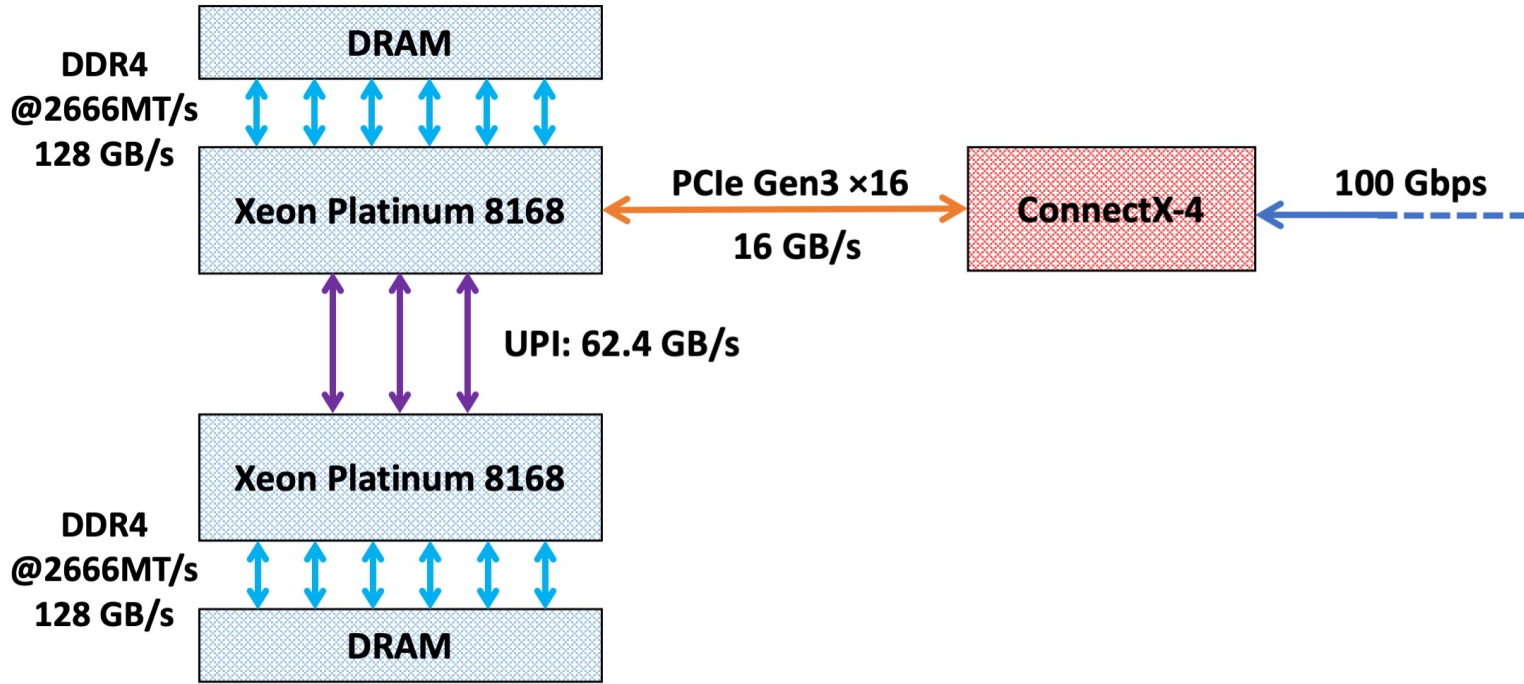 DRAM
DDR4
@2666MT/s
128 GB/s
Xeon Platinum 8168
PCIe Gen3 ×16
16 GB/s
ConnectX-4
100 Gbps
UPI: 62.4 GB/s
Xeon Platinum 8168
DDR4
@2666MT/s
128 GB/s
DRAM